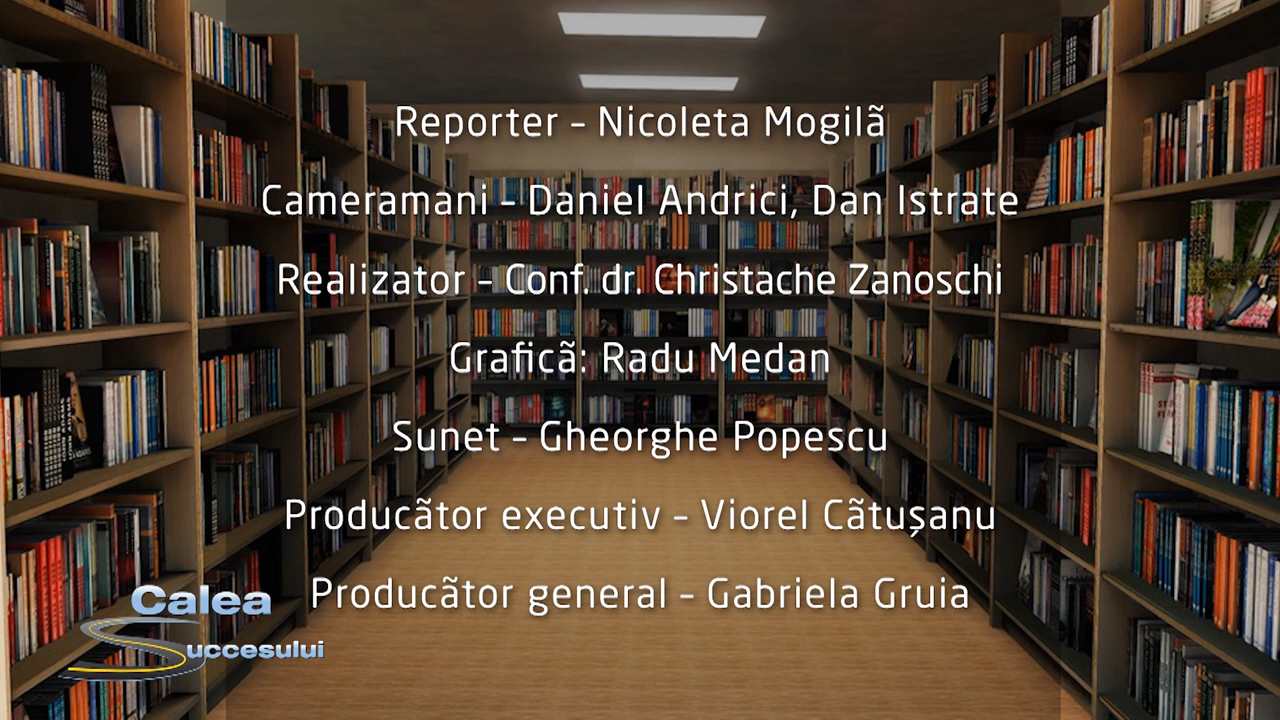 Reporter – Nicoleta Mogilã
Cameramani – Daniel Andrici, Dan Istrate
Realizator – Conf. dr. Christache Zanoschi
Graficã: Radu Medan
Sunet – Gheorghe Popescu
Producãtor executiv – Viorel Cãtușanu
Producãtor general – Gabriela Gruia
Calea
Succesului